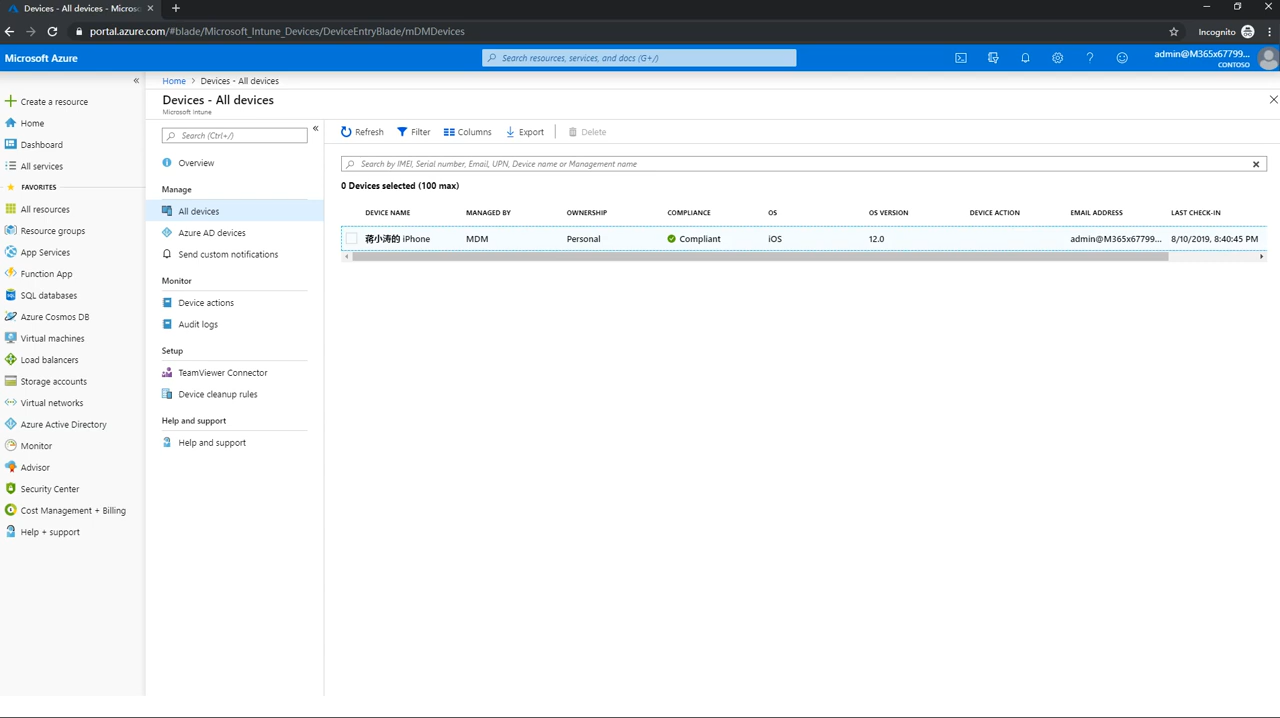 Devices - All devices - Micros
portal.azure.com/#blade/Microsoft_Intune_Devices/DeviceEntryBlade/mDMDevices
Incognito
Microsoft Azure
Search resources, services, and docs (G+/)
admin@M365x67799...
CONTOSO
Create a resource
Home
Dashboard
All services
FAVORITES
All resources
Resource groups
App Services
Function App
SQL databases
Azure Cosmos DB
Virtual machines
Load balancers
Storage accounts
Virtual networks
Azure Active Directory
Monitor
Advisor
Security Center
Cost Management + Billing
Help + support
Home > Devices - All devices
Devices - All devices
Microsoft Intune
Search (Ctrl+/)
Overview
Manage
All devices
Azure AD devices
Send custom notifications
Monitor
Device actions
Audit logs
Setup
TeamViewer Connector
Device cleanup rules
Help and support
Help and support
Refresh Filter Columns Export Delete
Search by IMEI, Serial number, Email, UPN, Device name or Management name
0 Devices selected (100 max)
DEVICE NAME MANAGED BY OWNERSHIP COMPLIANCE OS OS VERSION DEVICE ACTION EMAIL ADDRESS LAST CHECK-IN
蒋小涛的 iPhone MDM Personal Compliant iOS 12.0 admin@M365x67799... 8/10/2019, 8:40:45 PM